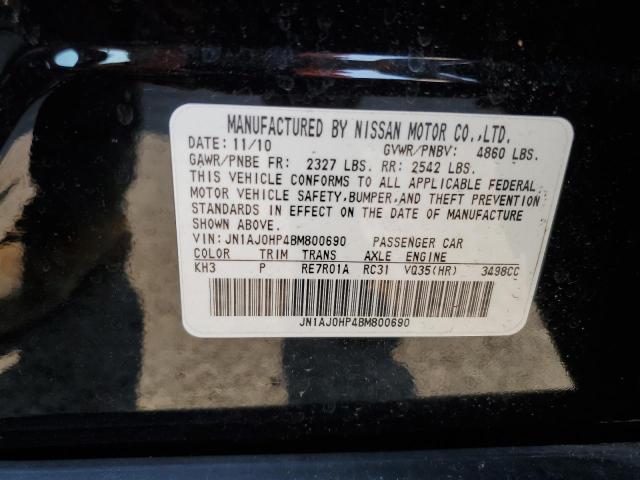 MANUFACTURED BY NISSAN MOTOR CO.,LTD.
DATE: 11/10 GVWR/PNBV: 4860 LBS.
GAWR/PNBE FR: 2327 LBS. RR: 2542 LBS.
THIS VEHICLE CONFORMS TO ALL APPLICABLE FEDERAL
MOTOR VEHICLE SAFETY,BUMPER,AND THEFT PREVENTION
STANDARDS IN EFFECT ON THE DATE OF MANUFACTURE
SHOWN ABOVE.
VIN: JN1AJ0HP4BM800690 PASSENGER CAR
COLOR TRIM TRANS AXLE ENGINE
KH3 P RE7R01A RC31 VQ35(HR) 3498CC
JN1AJ0HP4BM800690